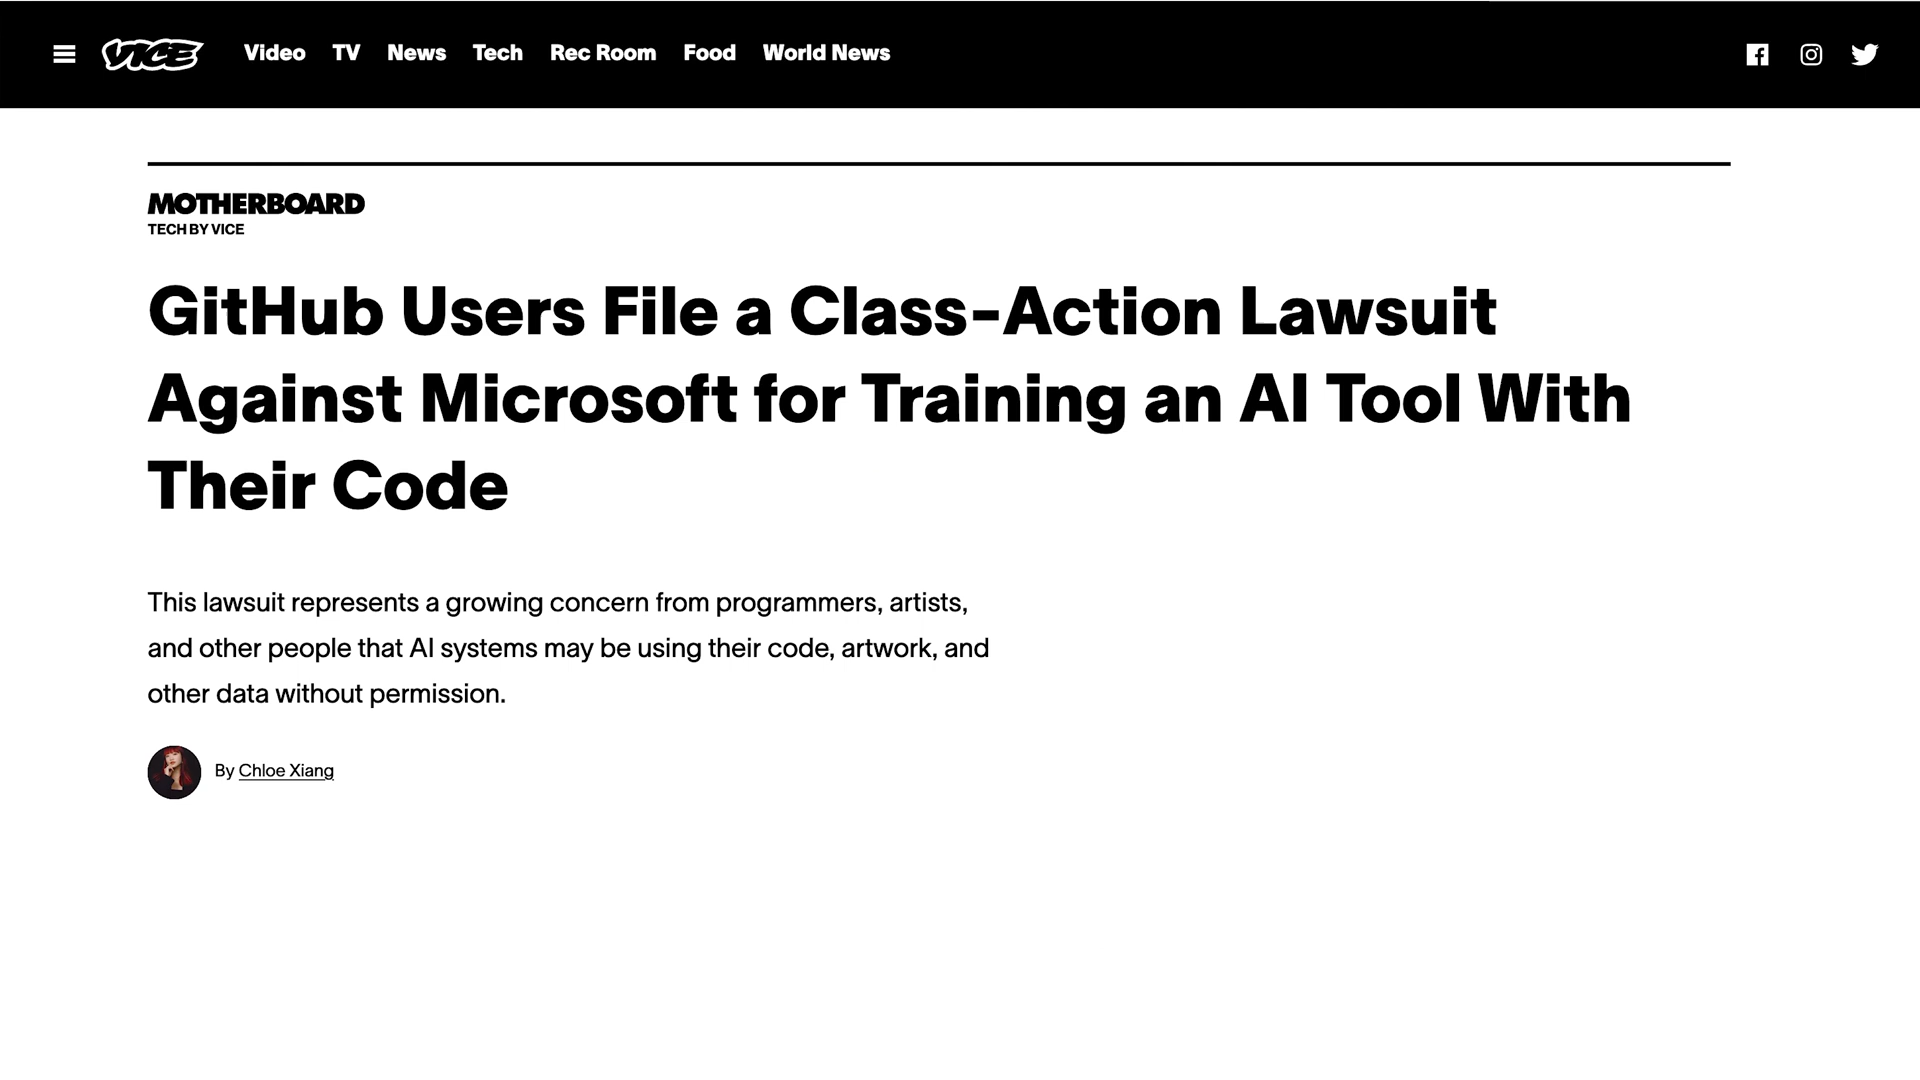 VICE Video TV News Tech Rec Room Food World News
MOTHERBOARD
TECH BY VICE
GitHub Users File a Class-Action Lawsuit
Against Microsoft for Training an AI Tool With
Their Code
This lawsuit represents a growing concern from programmers, artists,
and other people that AI systems may be using their code, artwork, and
other data without permission.
By Chloe Xiang